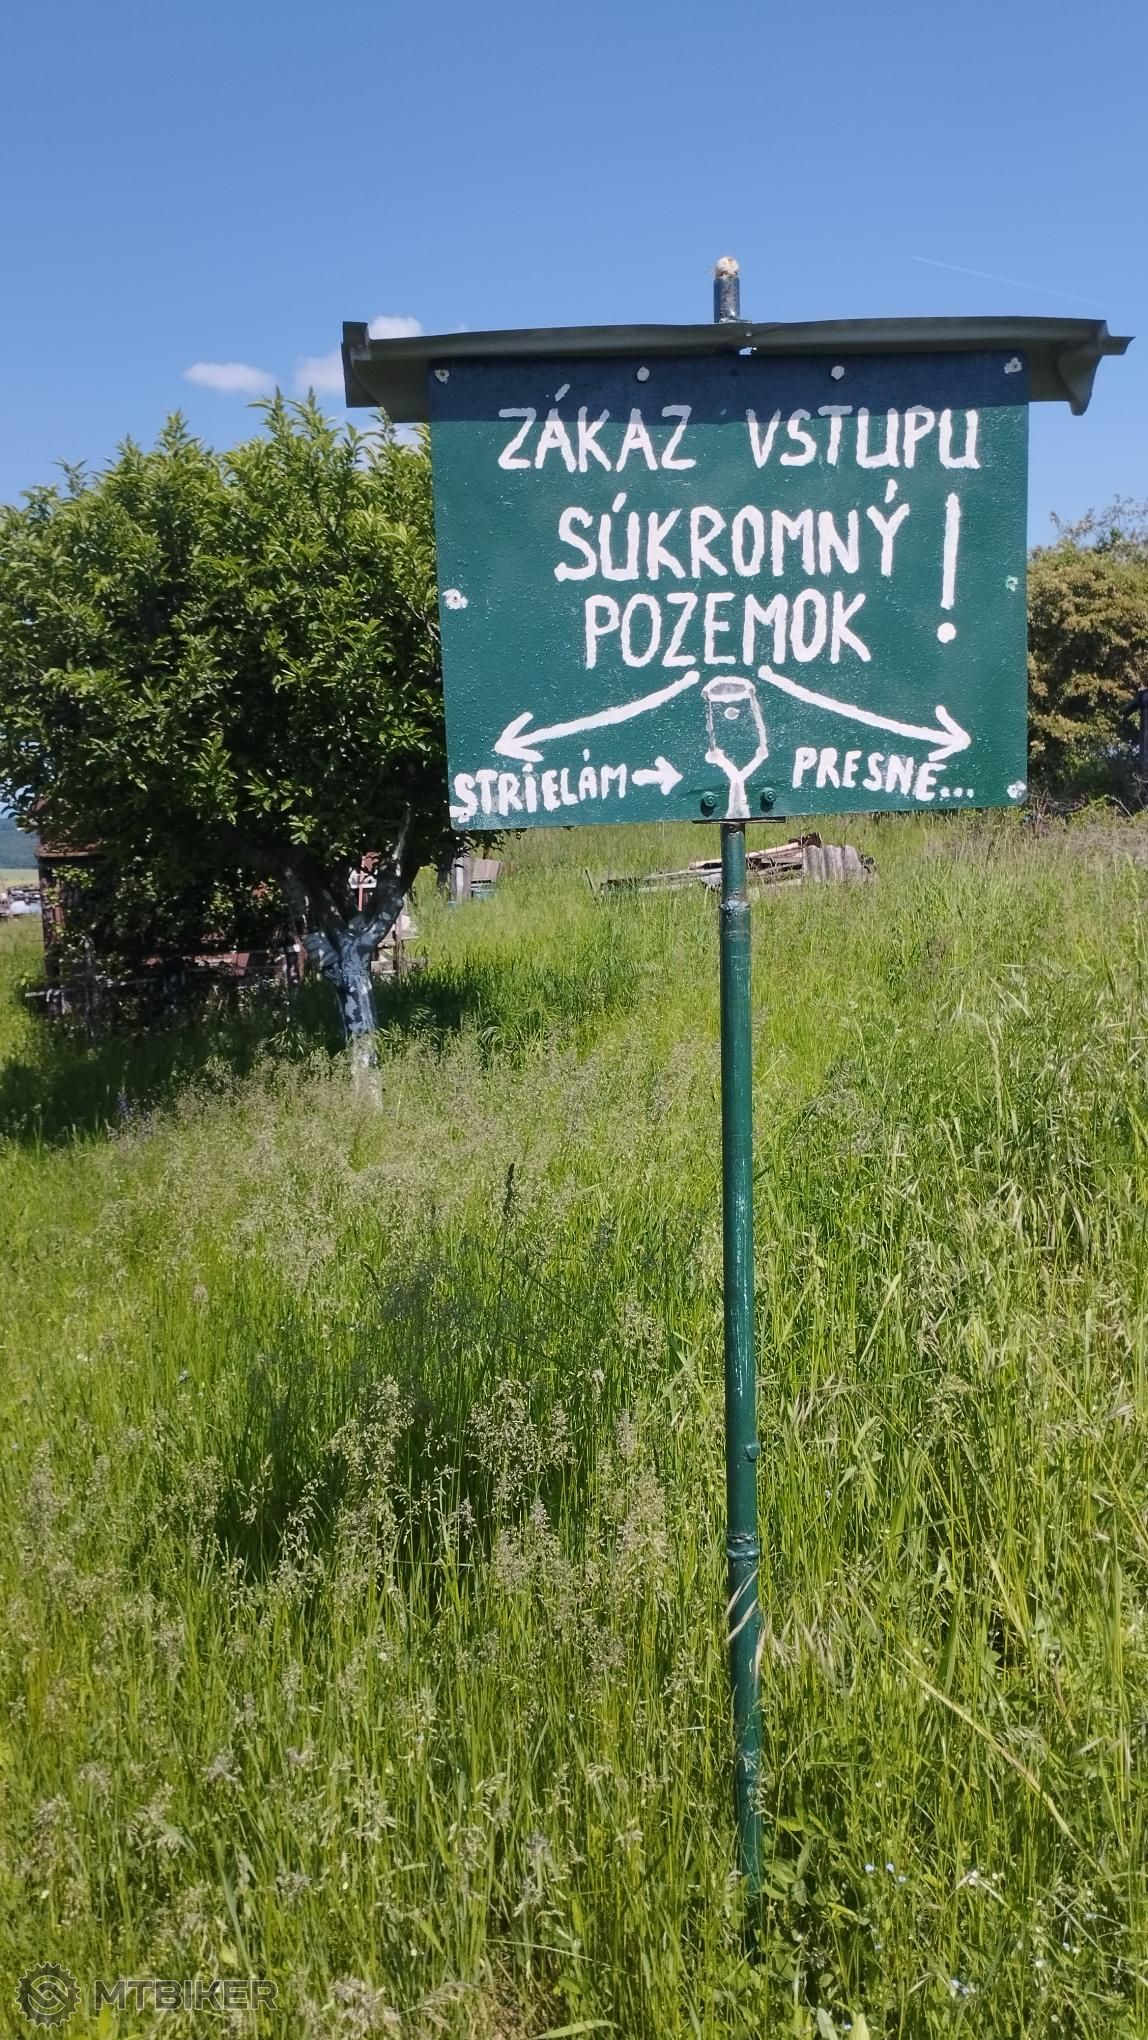 ZÁKAZ VSTUPU
SÚKROMNÝ !
POZEMOK
STRIELÁM → PRESNE...
MTBIKER